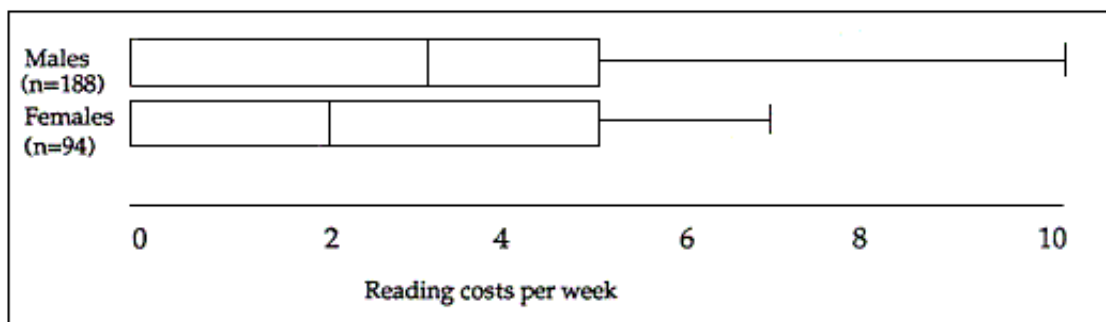 Males
(n=188)
Females
(n=94)
0 2 4 6 8 10
Reading costs per week